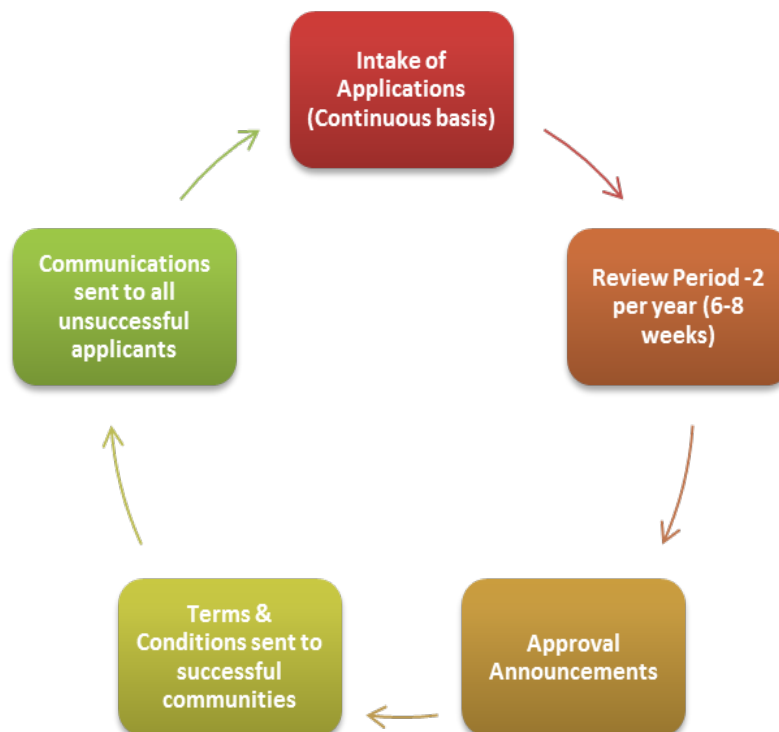 Intake of
Applications
(Continuous basis)
Review Period -2
per year (6-8
weeks)
Approval
Announcements
Terms &
Conditions sent to
successful
communities
Communications
sent to all
unsuccessful
applicants